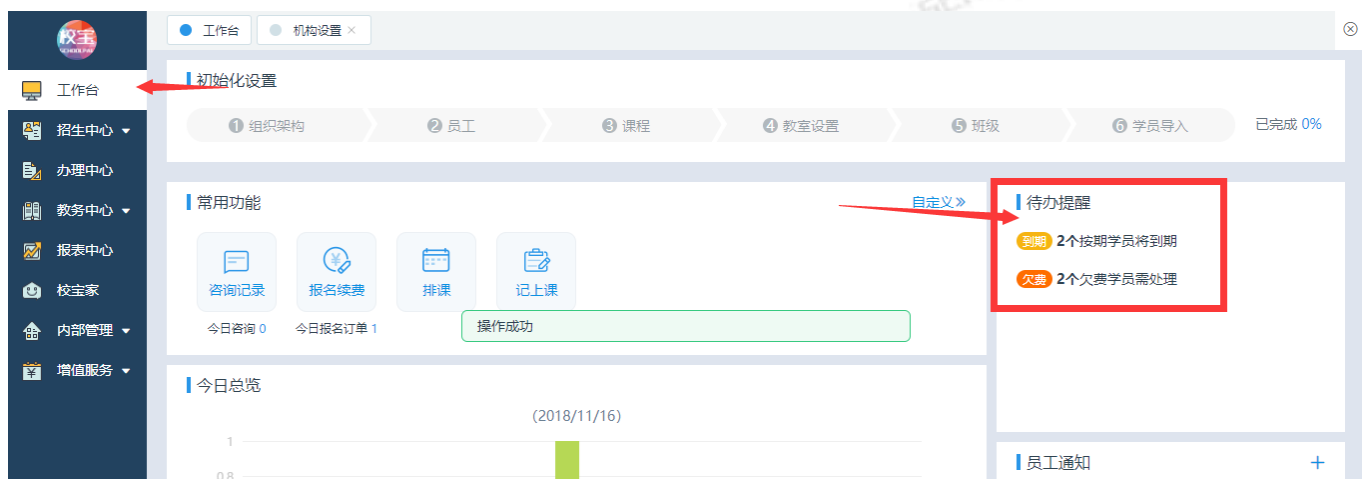 校宝
SCHOOLPAL
工作台
机构设置 ×
工作台
招生中心
办理中心
教务中心
报表中心
校宝家
内部管理
增值服务
初始化设置
1 组织架构
2 员工
3 课程
4 教室设置
5 班级
6 学员导入
已完成 0%
常用功能
自定义
咨询记录
报名续费
排课
记上课
今日咨询 0
今日报名订单 1
操作成功
待办提醒
到期 2个按期学员将到期
欠费 2个欠费学员需处理
今日总览
(2018/11/16)
1
0.8
员工通知